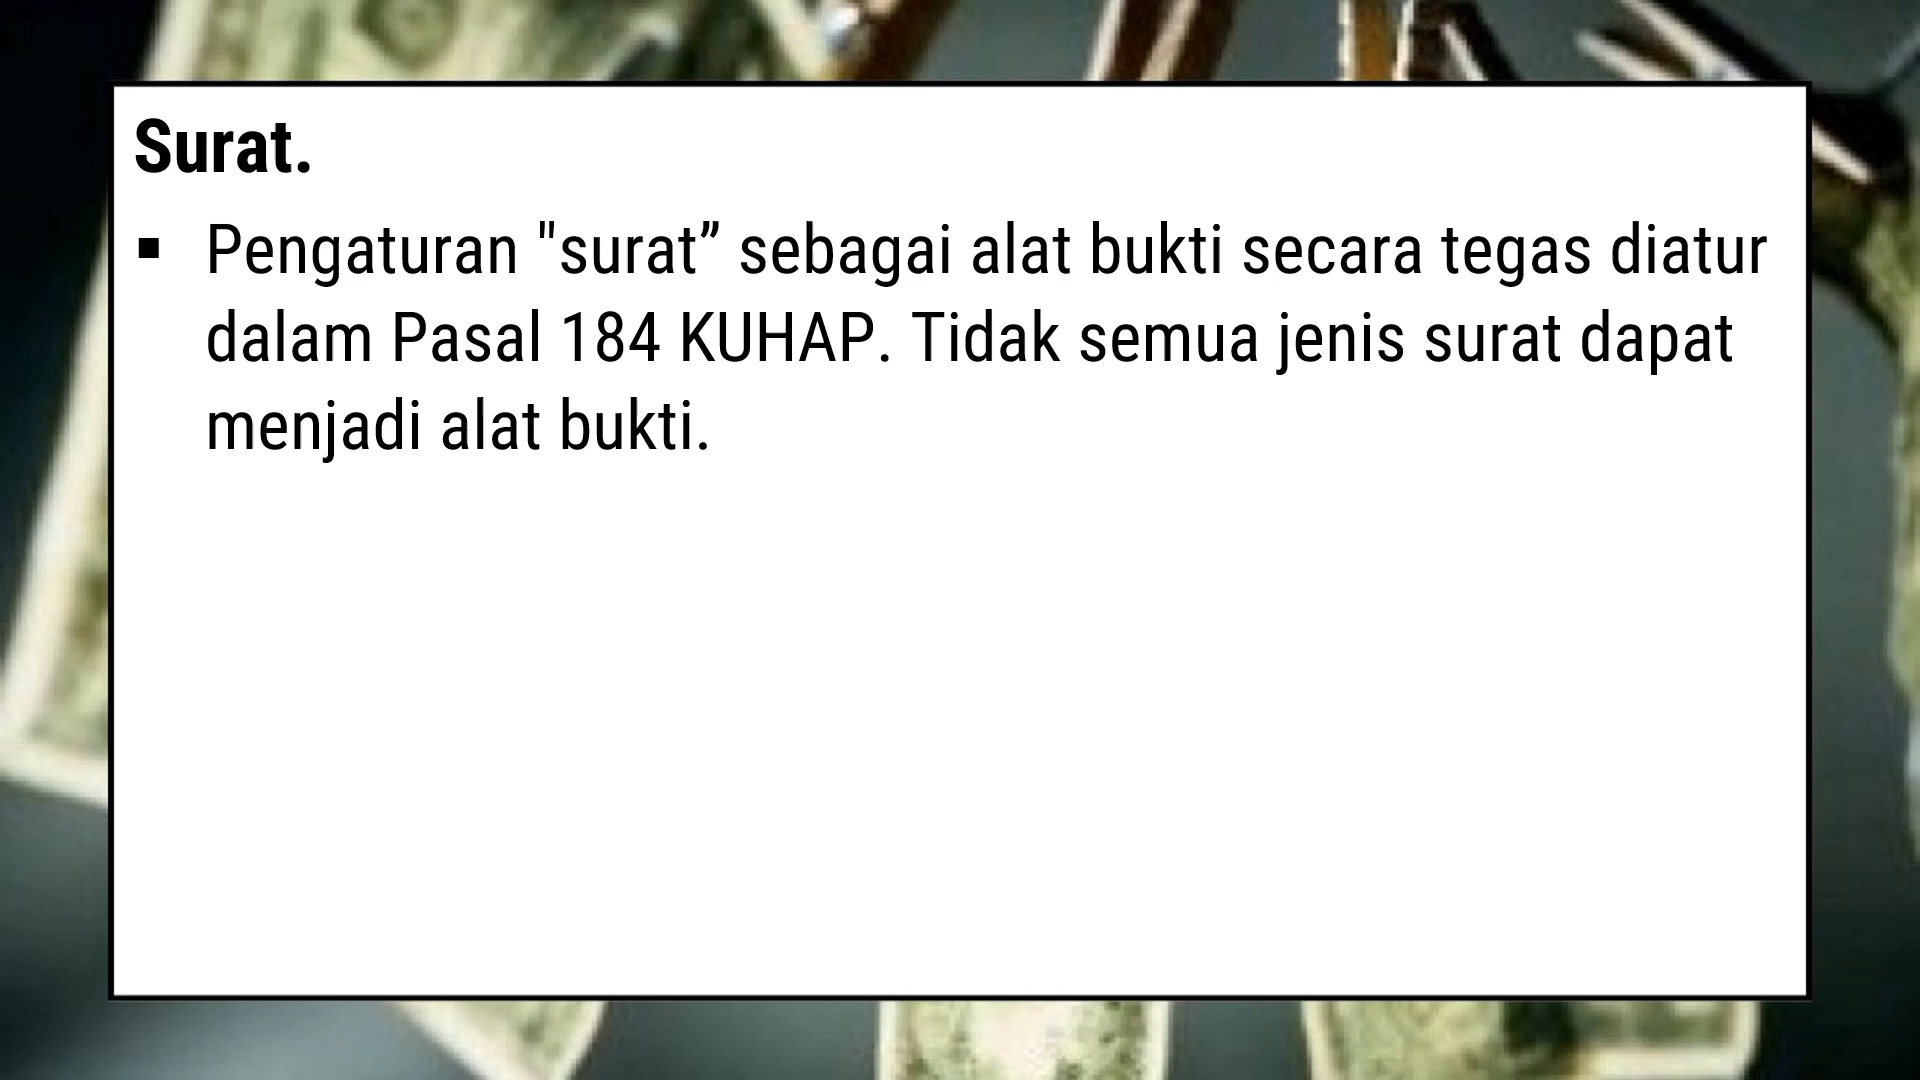 Surat.
▪ Pengaturan "surat” sebagai alat bukti secara tegas diatur
dalam Pasal 184 KUHAP. Tidak semua jenis surat dapat
menjadi alat bukti.